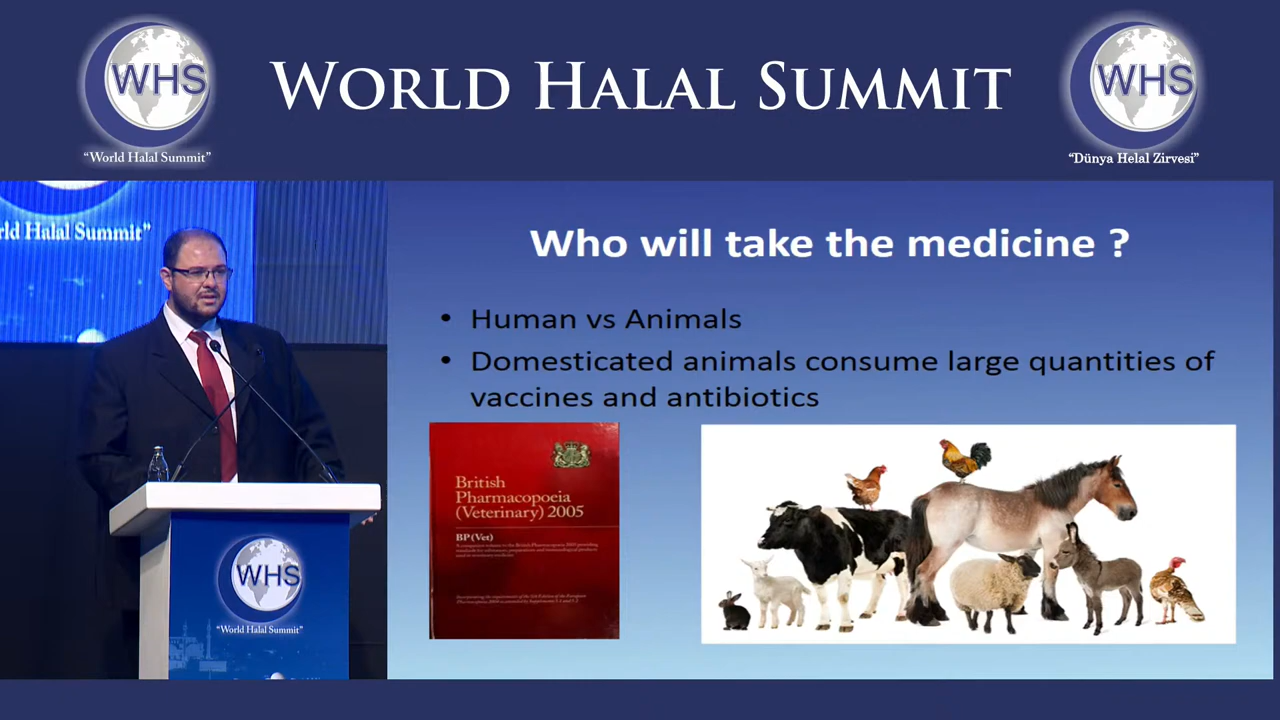 WHS
"World Halal Summit"
WORLD HALAL SUMMIT
WHS
"Dünya Helal Zirvesi"
rld Halal Summit"
Who will take the medicine ?
• Human vs Animals
• Domesticated animals consume large quantities of
vaccines and antibiotics
British
Pharmacopoeia
(Veterinary) 2005
BP (Vet)
WHS
"World Halal Summit"